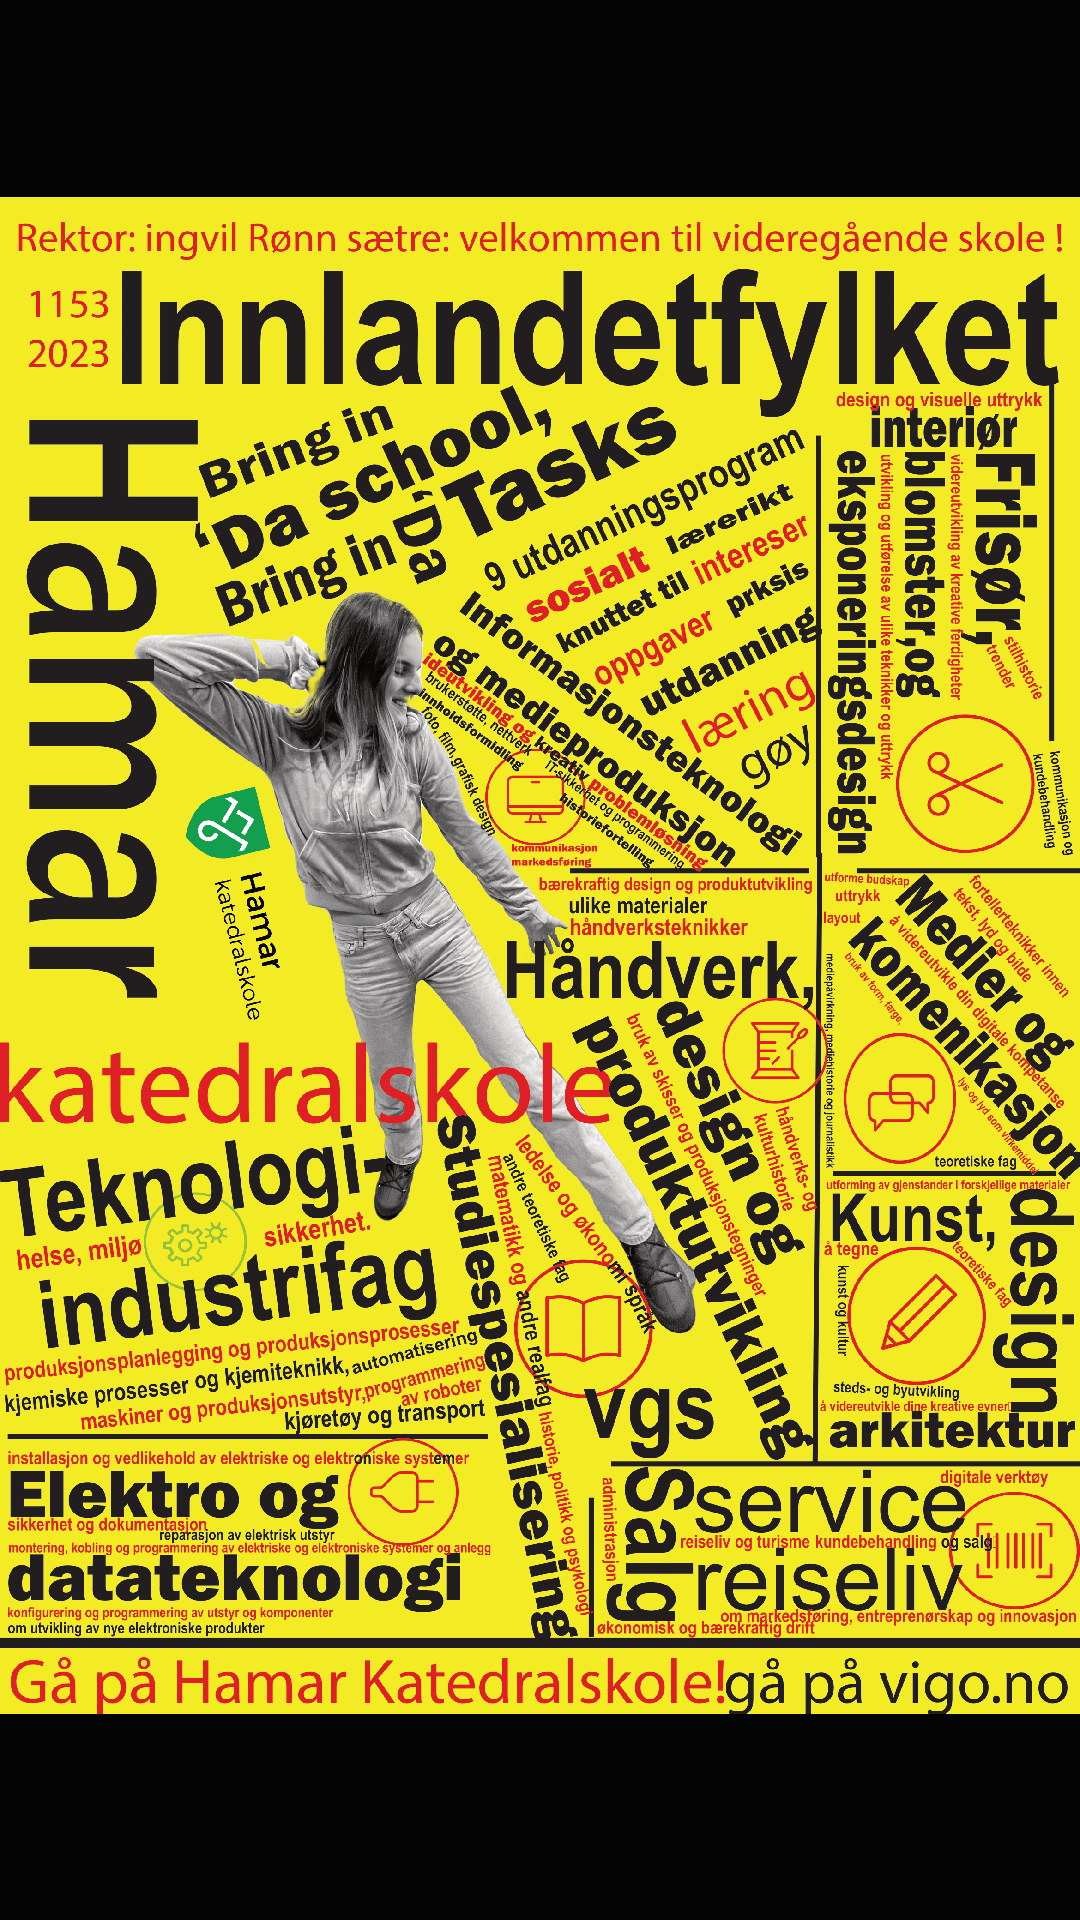 Rektor: ingvil Rønn sætre: velkommen til videregående skole !
1153
2023
Innlandetfylket
Hamar
Bring in
'Da school,
Bring in
'Da
Tasks
9 utdanningsprogram
sosialt
lærerikt
knuttet til intereser
oppgaver
prksis
utdanning
læring
gøy
Informasjonsteknologi
og medieproduksjon
ideutvikling og kreativ problemløsning
brukerstøtte, nettverk
IT-sikkerget og programmering
innholdsformidling
historiefortelling
foto, film, grafisk design
kommunikasjon
markedsføring
design og visuelle uttrykk
interiør
Frisør,
blomster,og
eksponeringsdesign
videreutvikling av kreative ferdigheter
utvikling og utførelse av ulike teknikker og uttrykk
stilhistorie
trender
kommunikasjon og
kundebehandling
Hamar
katedralskole
bærekraftig design og produktutvikling
ulike materialer
håndverksteknikker
Håndverk,
design og
produktutvikling
bruk av skisser og produksjonstegninger
håndverks- og
kulturhistorie
utforme budskap
uttrykk
layout
Medier og
komenikasjon
fortellerteknikker innen
tekst, lyd og bilde
å videreutvikle din digitale kompetanse
bruk av form, farge,
lys og lyd som virkemiddel
mediepåvirkning, mediehistorie og journalistikk
teoretiske fag
katedralskole
Teknologi-
helse, miljø
sikkerhet.
industrifag
produksjonsplanlegging og produksjonsprosesser
kjemiske prosesser og kjemiteknikk, automatisering
maskiner og produksjonsutstyr,programmering
av roboter
kjøretøy og transport
Studiespesialisering
ledelse og økonomi språk
andre teoretiske fag
matematikk og andre realfag historie, politikk og psykologi
vgs
utforming av gjenstander i forskjellige materialer
Kunst,
design
å tegne
teoretiske fag
kunst og kultur
steds- og byutvikling
å videreutvikle dine kreative evner!
arkitektur
installasjon og vedlikehold av elektriske og elektroniske systemer
Elektro og
sikkerhet og dokumentasjon
reparasjon av elektrisk utstyr
montering, kobling og programmering av elektriske og elektroniske systemer og anlegg
datateknologi
konfigurering og programmering av utstyr og komponenter
om utvikling av nye elektroniske produkter
digitale verktøy
Salg
service
reiseliv og turisme kundebehandling og salg
reiseliv
administrasjon
om markedsføring, entreprenørskap og innovasjon
økonomisk og bærekraftig drift
Gå på Hamar Katedralskole!gå på vigo.no